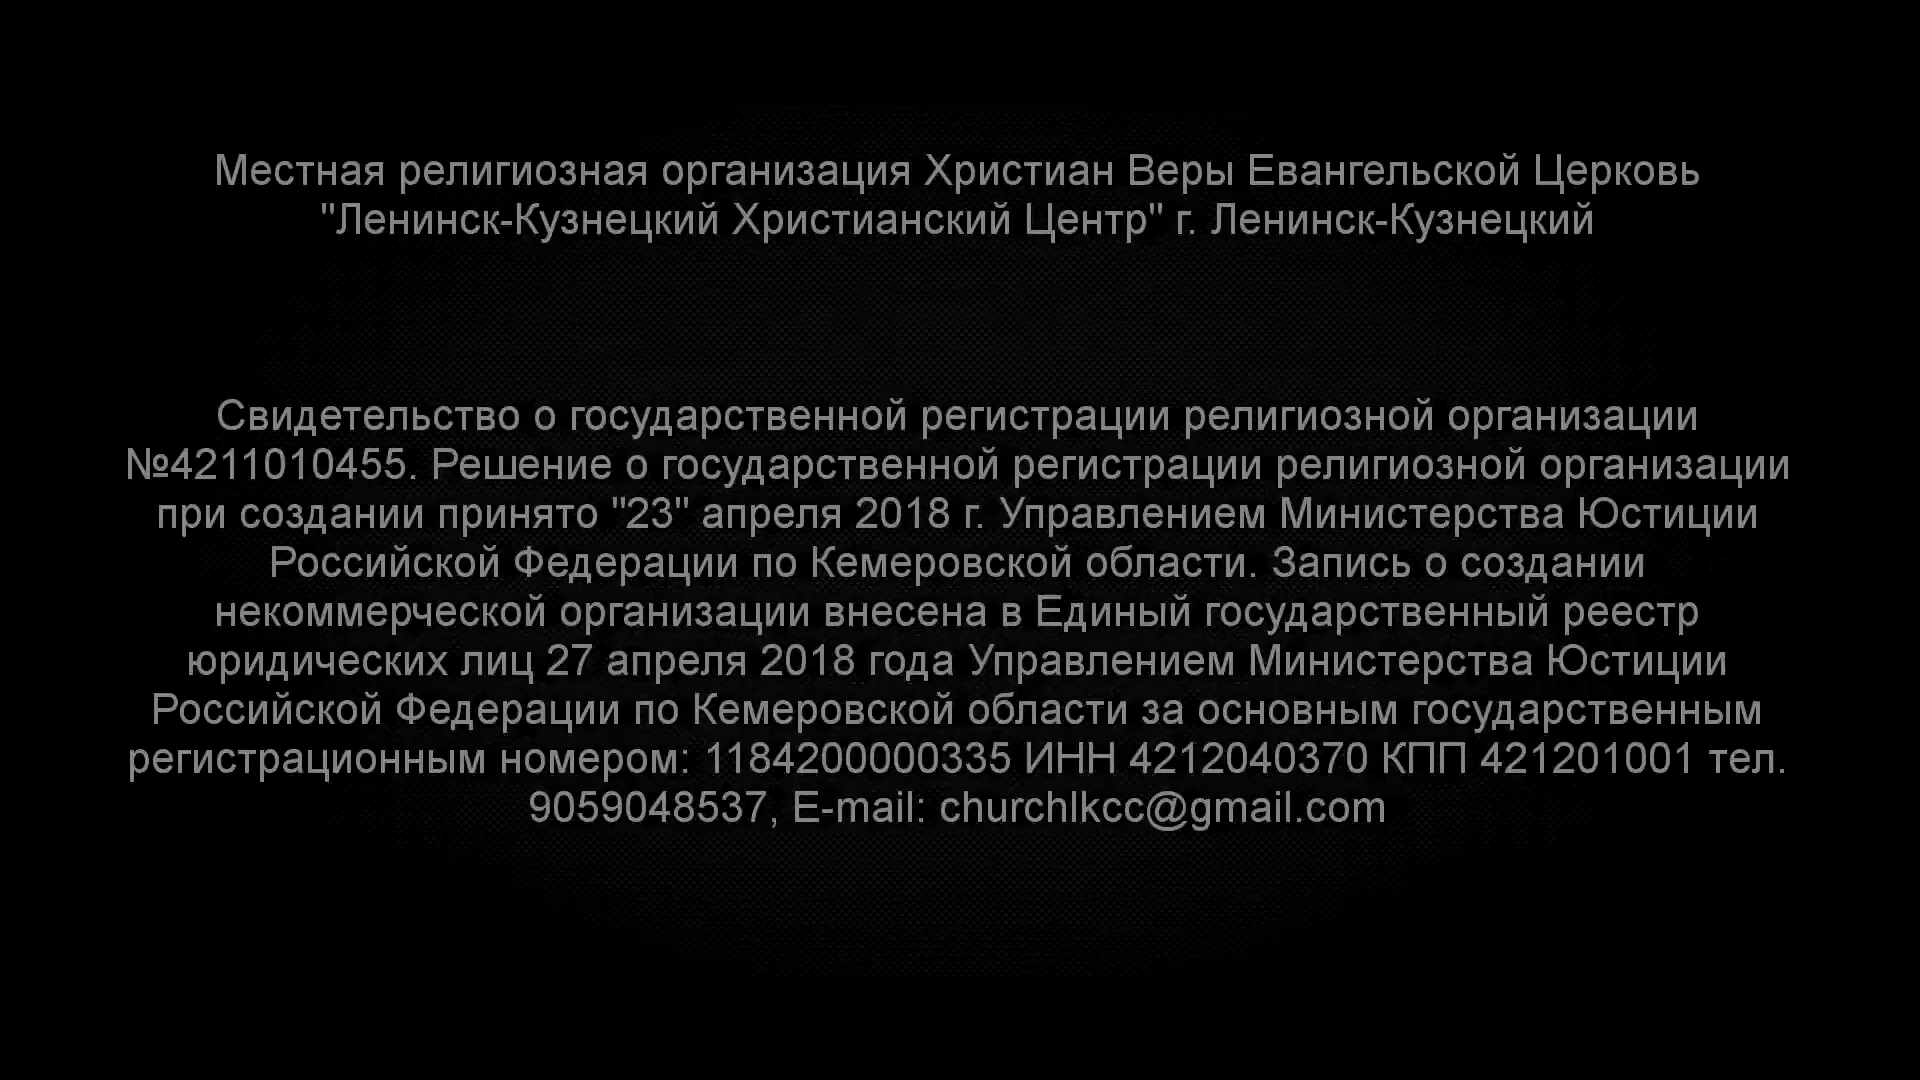 Местная религиозная организация Христиан Веры Евангельской Церковь
"Ленинск-Кузнецкий Христианский Центр" г. Ленинск-Кузнецкий
Свидетельство о государственной регистрации религиозной организации
№4211010455. Решение о государственной регистрации религиозной организации
при создании принято "23" апреля 2018 г. Управлением Министерства Юстиции
Российской Федерации по Кемеровской области. Запись о создании
некоммерческой организации внесена в Единый государственный реестр
юридических лиц 27 апреля 2018 года Управлением Министерства Юстиции
Российской Федерации по Кемеровской области за основным государственным
регистрационным номером: 1184200000335 ИНН 4212040370 КПП 421201001 тел.
9059048537, E-mail: churchlkcc@gmail.com